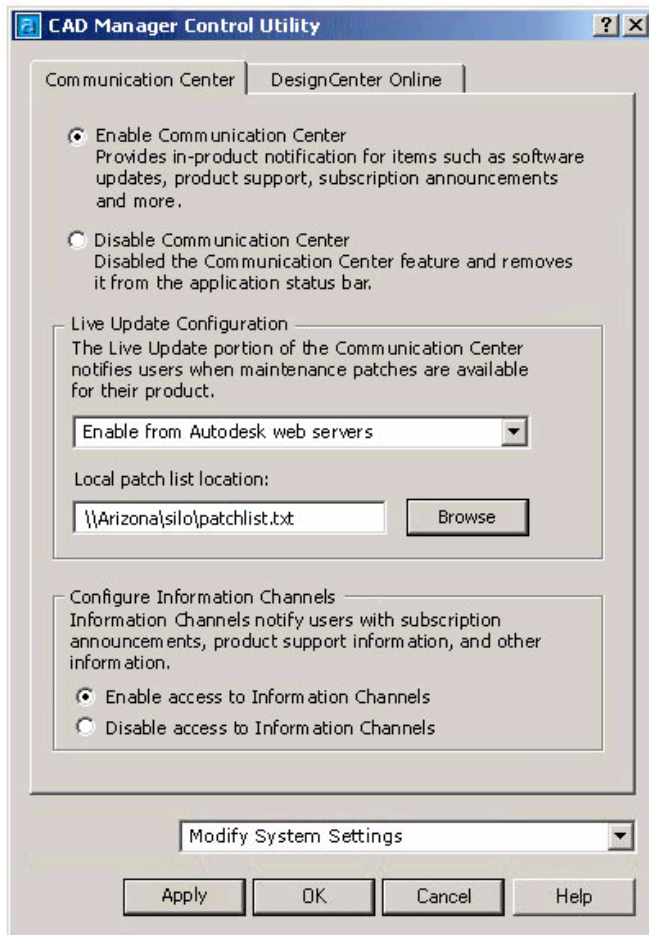 CAD Manager Control Utility
Communication Center
DesignCenter Online
Enable Communication Center
Provides in-product notification for items such as software
updates, product support, subscription announcements
and more.
Disable Communication Center
Disabled the Communication Center feature and removes
it from the application status bar.
Live Update Configuration
The Live Update portion of the Communication Center
notifies users when maintenance patches are available
for their product.
Enable from Autodesk web servers
Local patch list location:
\\Arizona\silo\patchlist.txt
Browse
Configure Information Channels
Information Channels notify users with subscription
announcements, product support information, and other
information.
Enable access to Information Channels
Disable access to Information Channels
Modify System Settings
Apply
OK
Cancel
Help